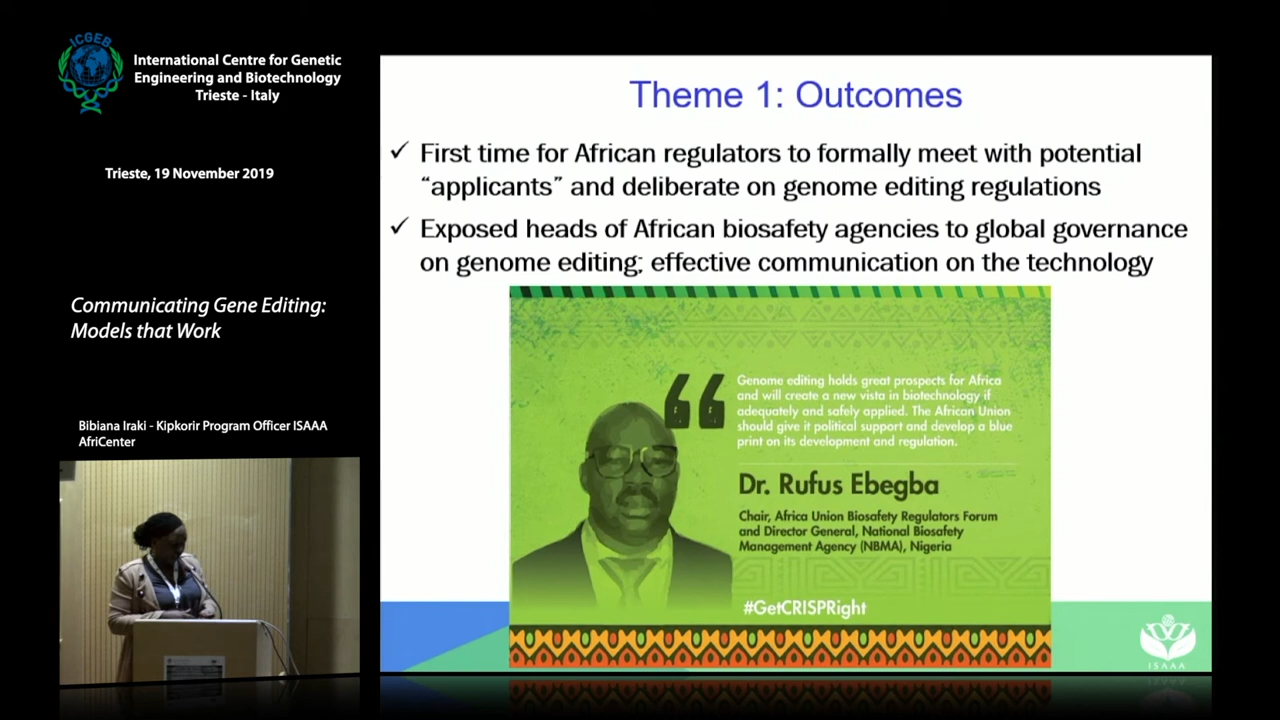 ICGEB
International Centre for Genetic
Engineering and Biotechnology
Trieste - Italy
Trieste, 19 November 2019
Communicating Gene Editing:
Models that Work
Bibiana Iraki - Kipkorir Program Officer ISAAA
AfriCenter
Theme 1: Outcomes
✓ First time for African regulators to formally meet with potential
“applicants” and deliberate on genome editing regulations
✓ Exposed heads of African biosafety agencies to global governance
on genome editing; effective communication on the technology
Genome editing holds great prospects for Africa
and will create a new vista in biotechnology if
adequately and safely applied. The African Union
should give it political support and develop a blue
print on its development and regulation.
Dr. Rufus Ebegba
Chair, Africa Union Biosafety Regulators Forum
and Director General, National Biosafety
Management Agency (NBMA), Nigeria
#GetCRISPRight
ISAAA